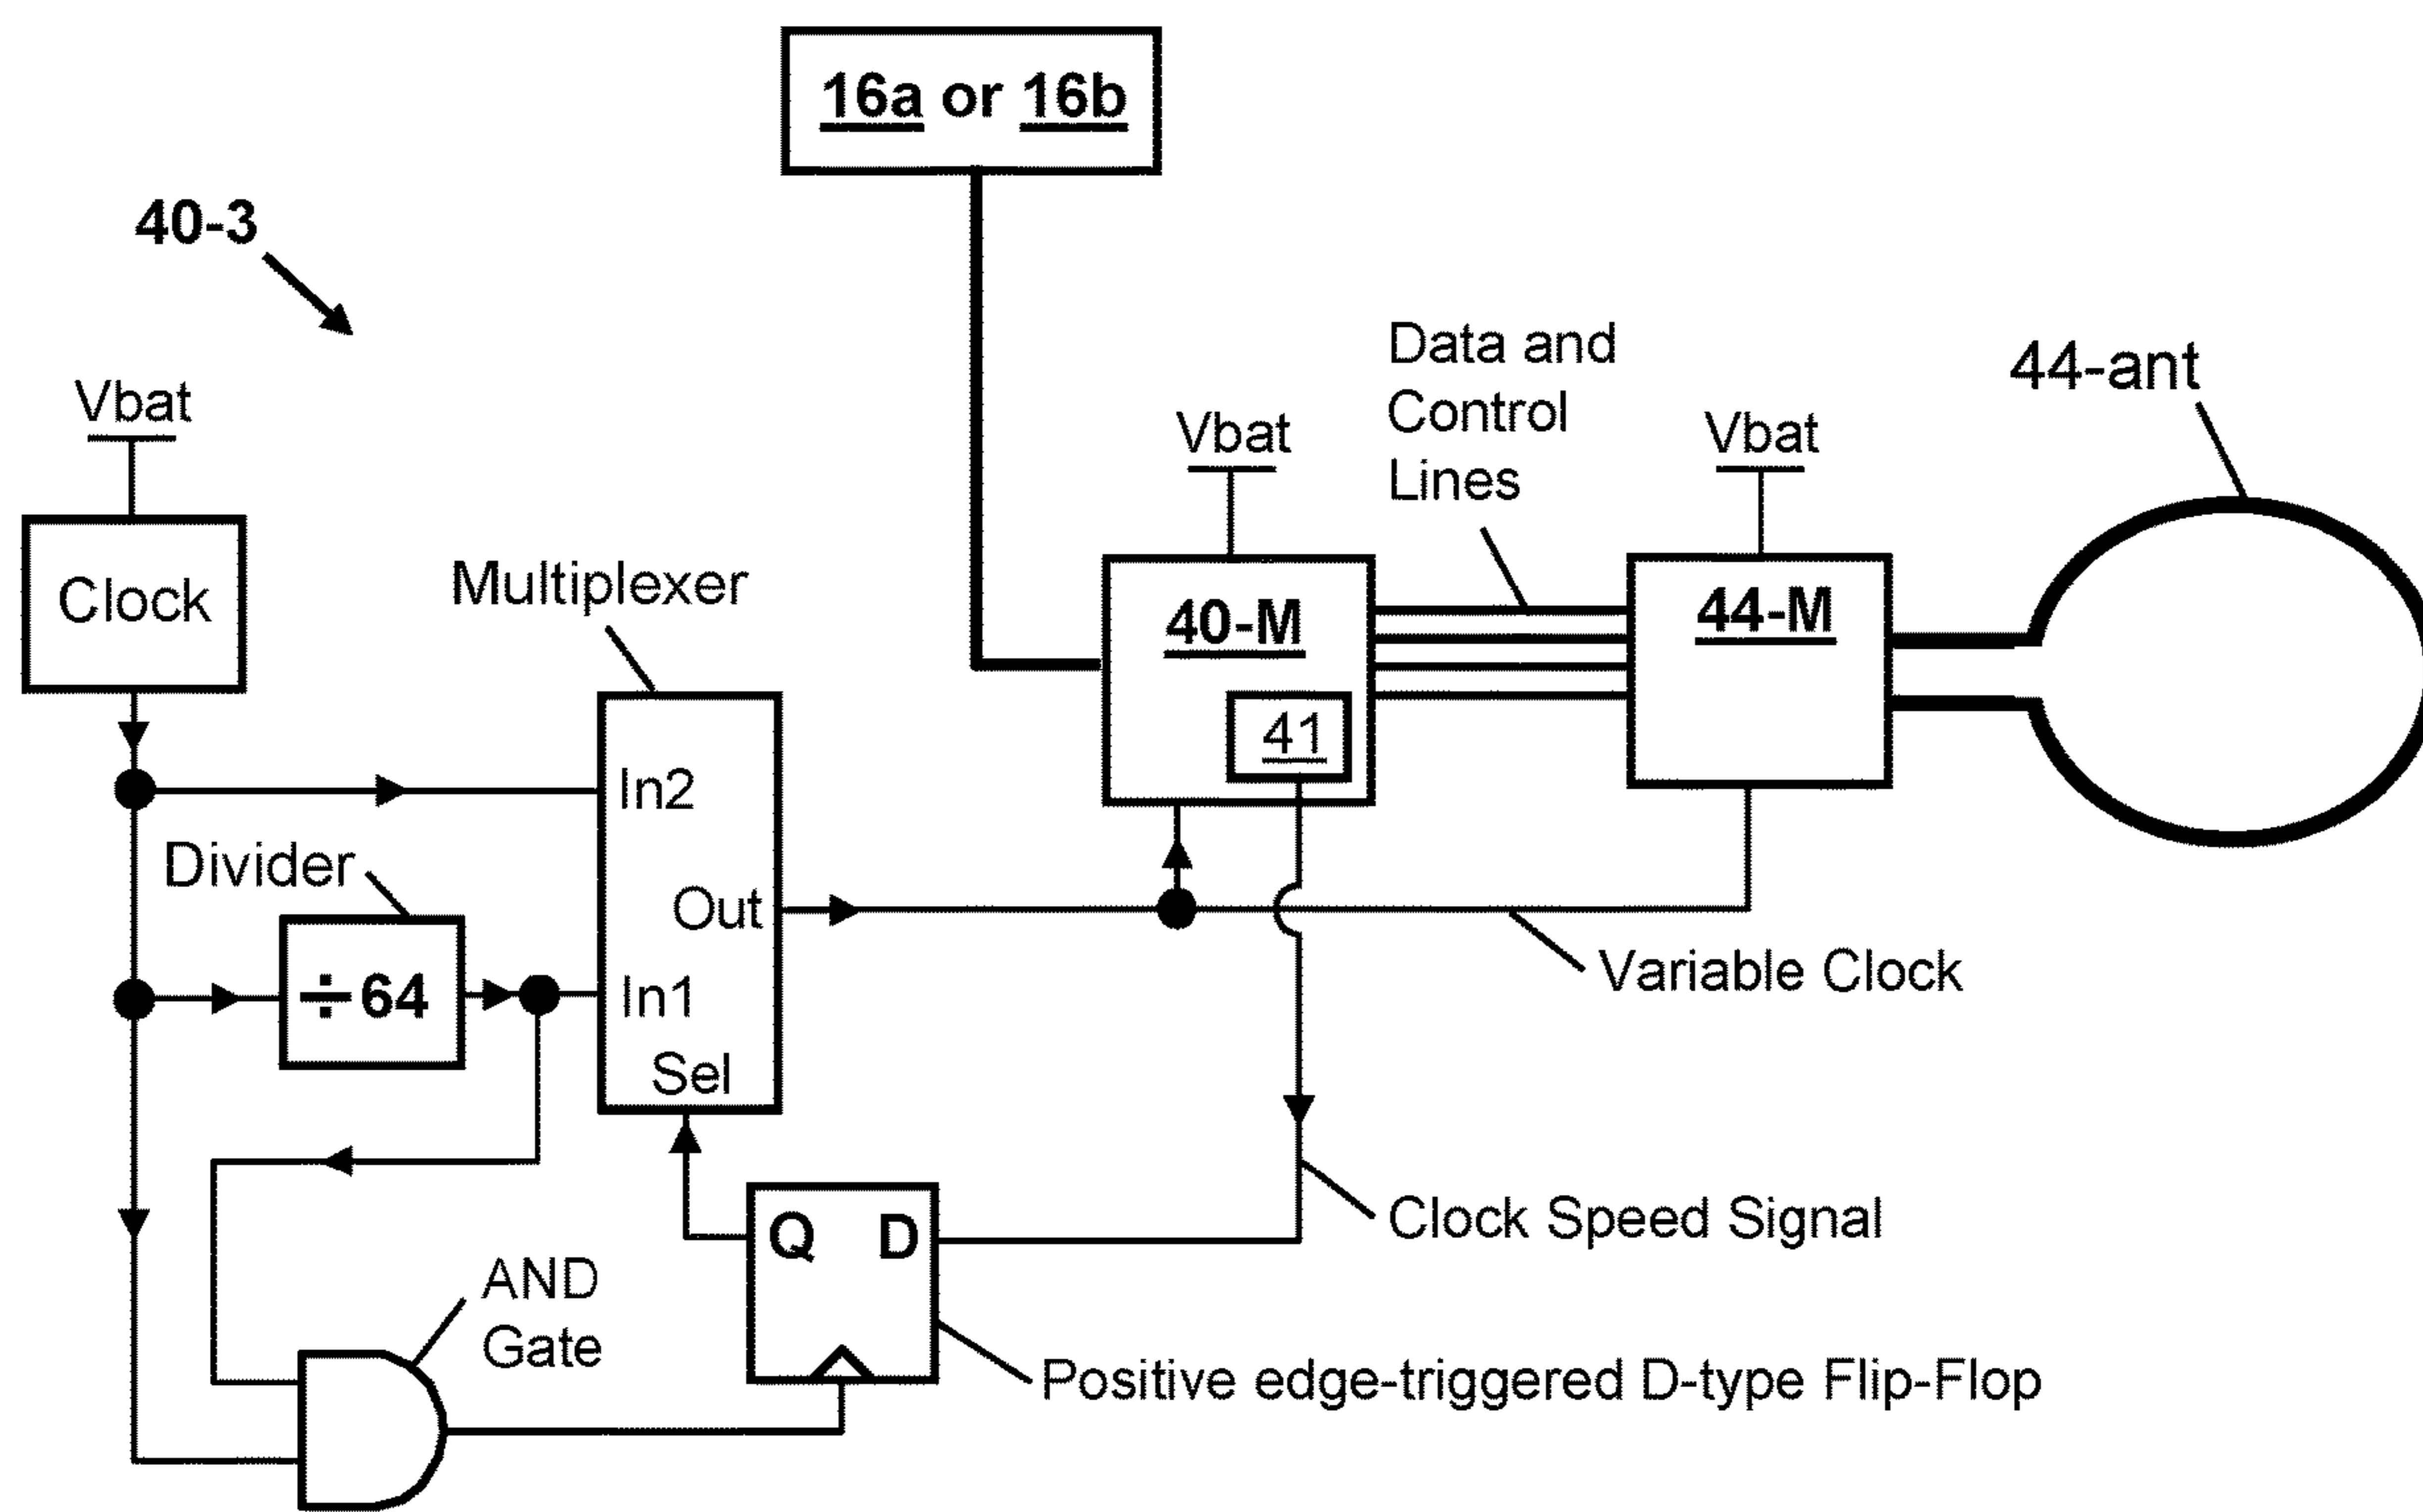 16a or 16b
40-3
Data and
Control
Lines
44-ant
Vbat
Vbat
Vbat
Clock
Multiplexer
40-M
44-M
41
In2
Divider
Out
÷ 64
In1
Variable Clock
Sel
Q
D
Clock Speed Signal
AND
Gate
Positive edge-triggered D-type Flip-Flop